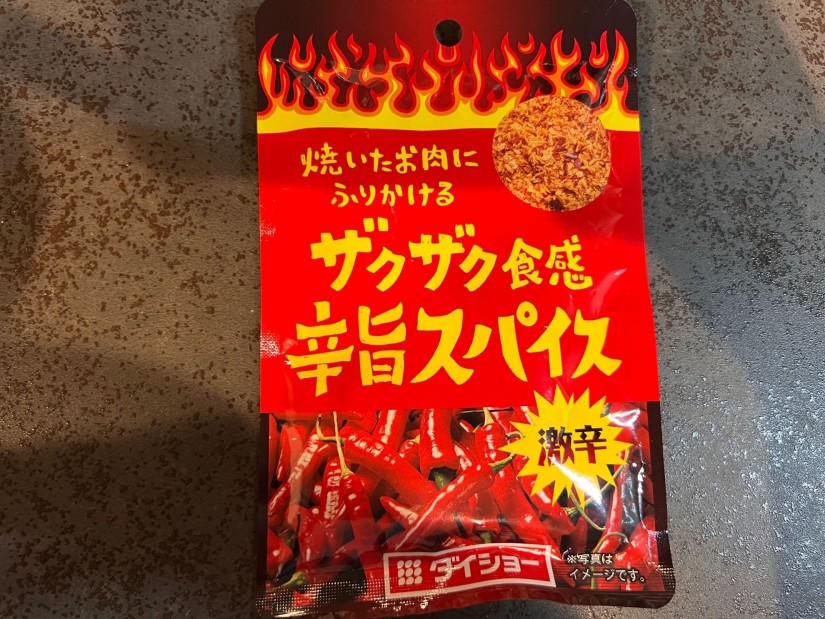 焼いたお肉に
ふりかける
ザクザク食感
辛旨スパイス
激辛
ダイショー
※写真は
イメージです。